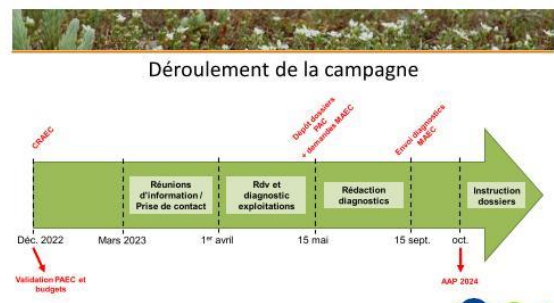 Déroulement de la campagne
CRAEC
Dépôt dossiers
PAC
+ demandes MAEC
Envoi diagnostics
MAEC
Réunions
d'information /
Prise de contact
Rdv et
diagnostic
exploitations
Rédaction
diagnostics
Instruction
dossiers
Déc. 2022
Mars 2023
1er avril
15 mai
15 sept.
oct.
Validation PAEC et
budgets
AAP 2024